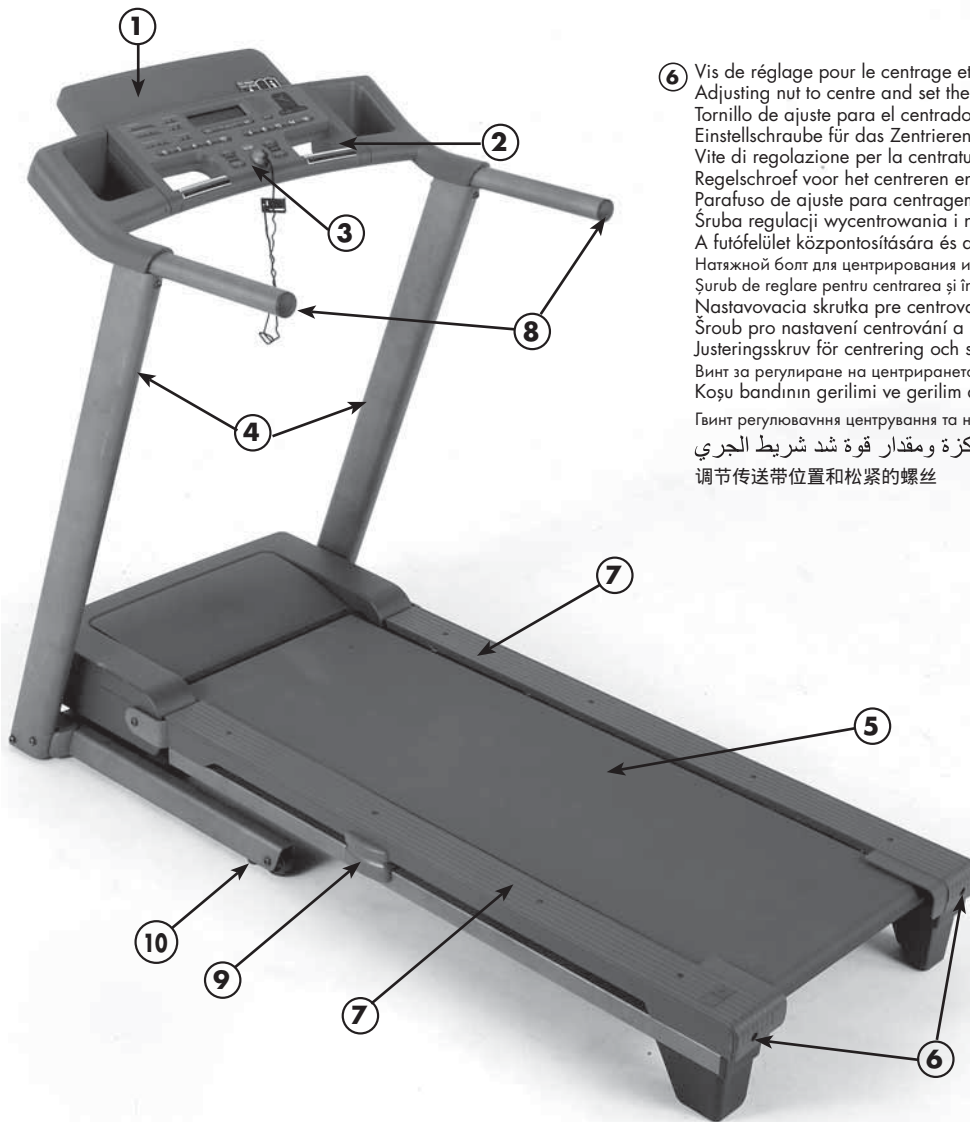 1
2
3
4
8
6 Vis de réglage pour le centrage et
Adjusting nut to centre and set the
Tornillo de ajuste para el centrado
Einstellschraube für das Zentrieren
Vite di regolazione per la centratu
Regelschroef voor het centreren en
Parafuso de ajuste para centragem
Śruba regulacji wycentrowania i n
A futófelület központosítására és a
Натяжной болт для центрирования и
Șurub de reglare pentru centrarea și în
Nastavovacia skrutka pre centrova
Šroub pro nastavení centrování a
Justeringsskruv för centrering och s
Винт за регулиране на центрирането
Koşu bandının gerilimi ve gerilim
Гвинт регулювавння центрування та н
كزة ومقدار قوة شد شريط الجري
调节传送带位置和松紧的螺丝
7
5
10
9
7
6